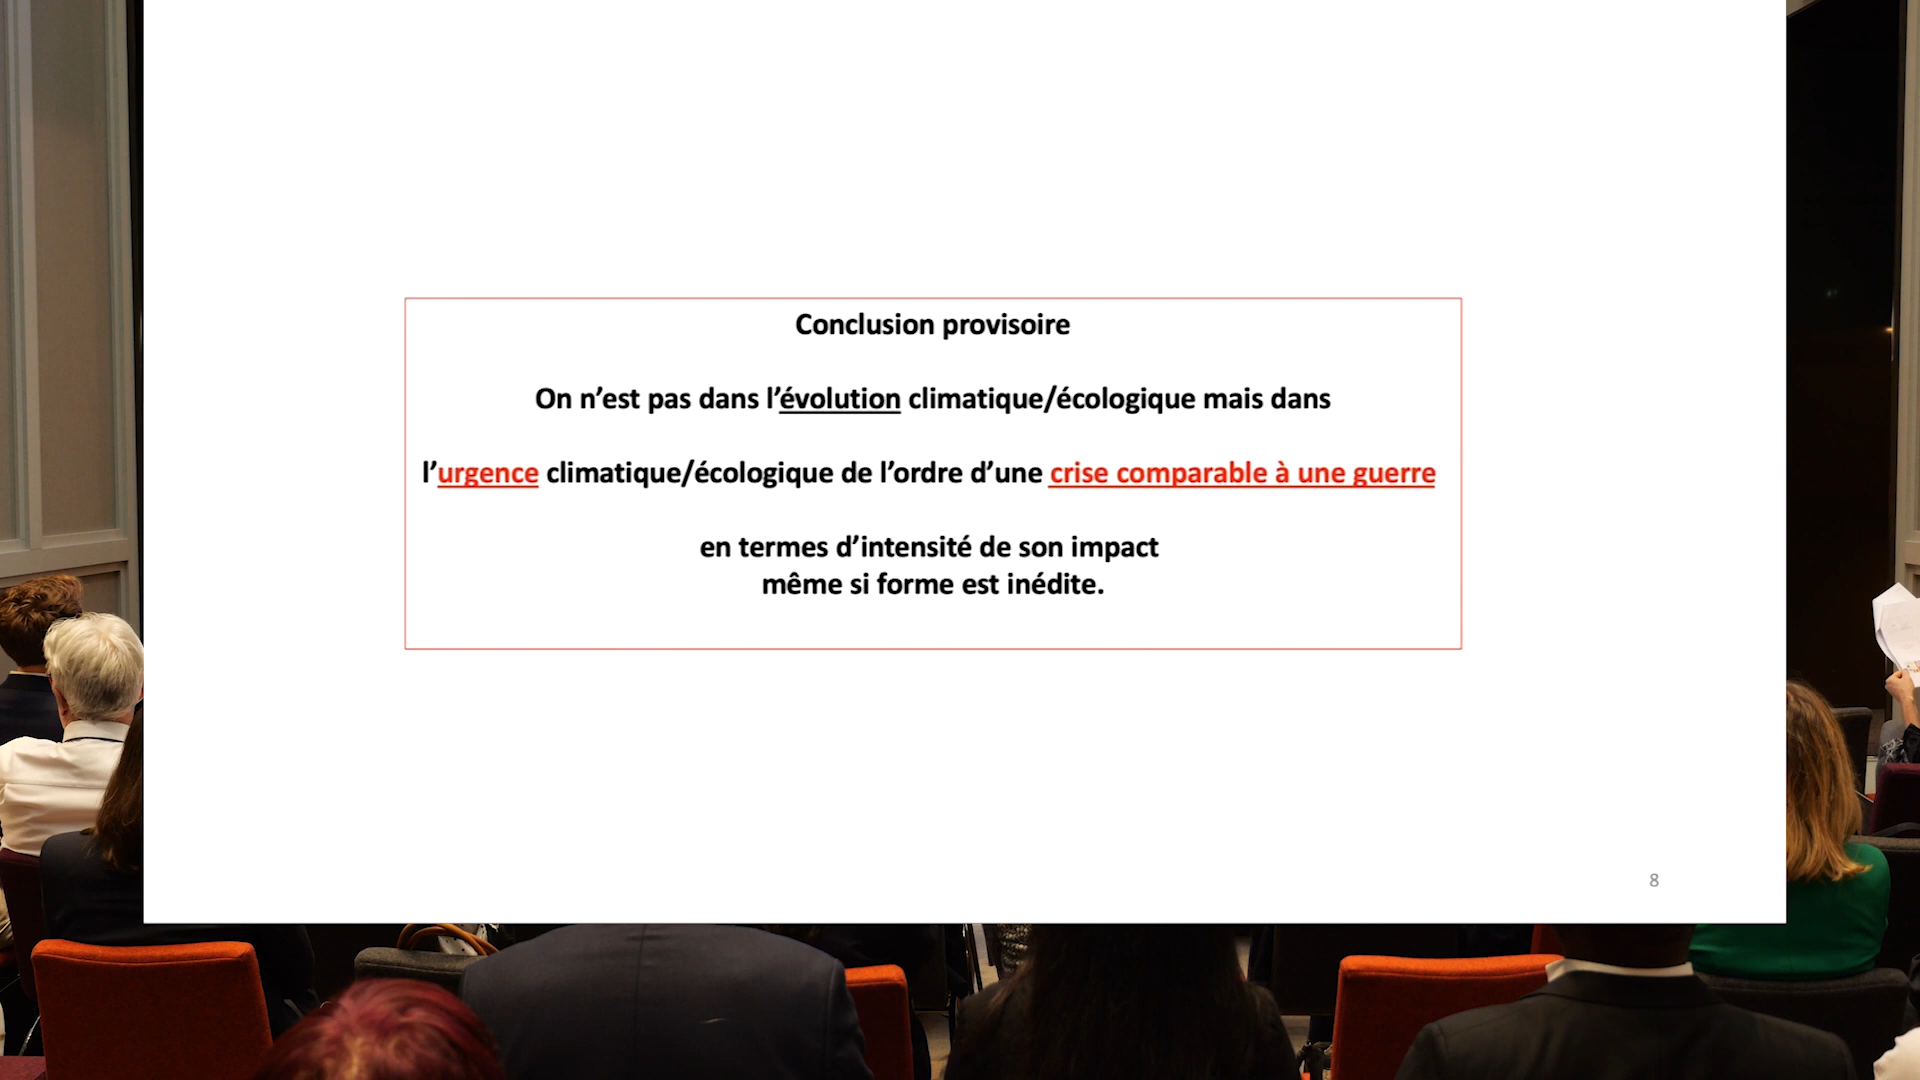 Conclusion provisoire
On n’est pas dans l’évolution climatique/écologique mais dans
l’urgence climatique/écologique de l’ordre d’une crise comparable à une guerre
en termes d’intensité de son impact
même si forme est inédite.
8